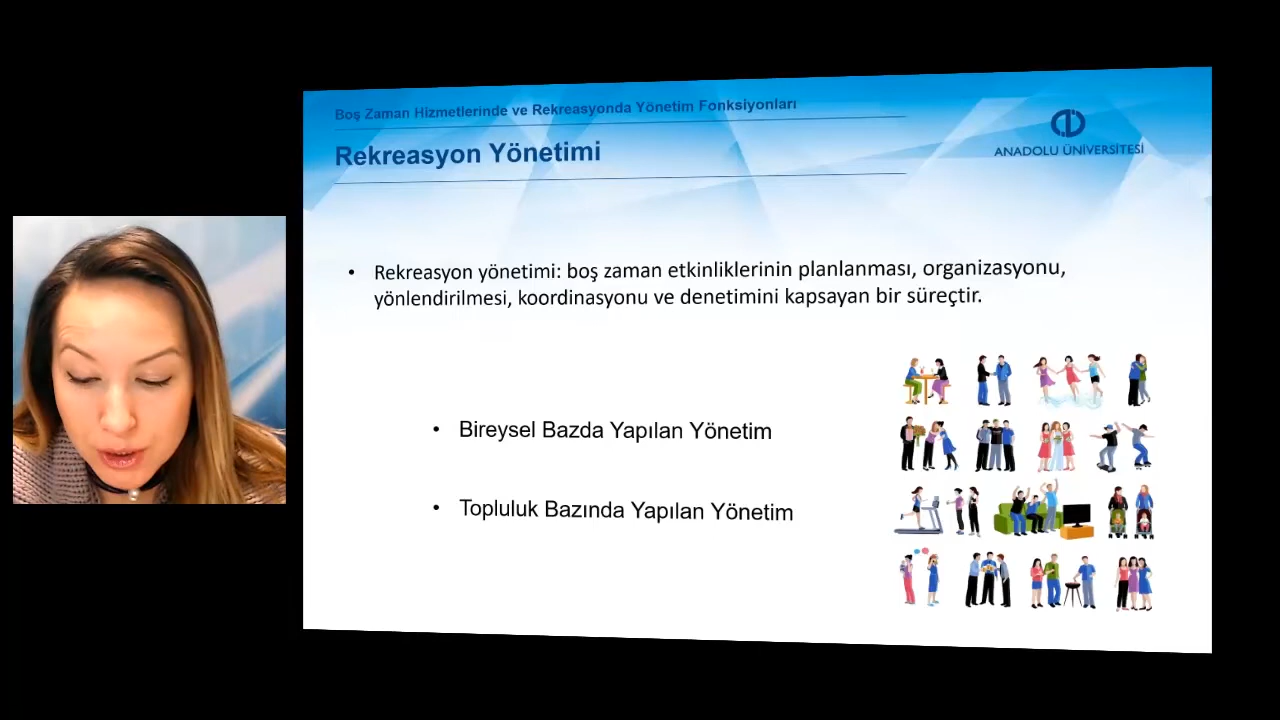 Boş Zaman Hizmetlerinde ve Rekreasyonda Yönetim Fonksiyonları
Rekreasyon Yönetimi
ANADOLU ÜNİVERSİTESİ
• Rekreasyon yönetimi: boş zaman etkinliklerinin planlanması, organizasyonu,
yönlendirilmesi, koordinasyonu ve denetimini kapsayan bir süreçtir.
• Bireysel Bazda Yapılan Yönetim
• Topluluk Bazında Yapılan Yönetim